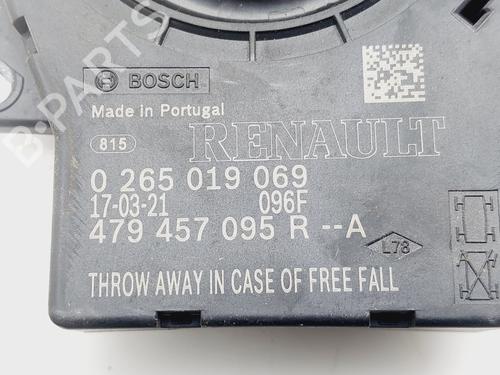 BOSCH
Made in Portugal
815
RENAULT
0 265 019 069
17-03-21 096F
479 457 095 R --A
L78
THROW AWAY IN CASE OF FREE FALL
B-PARTS